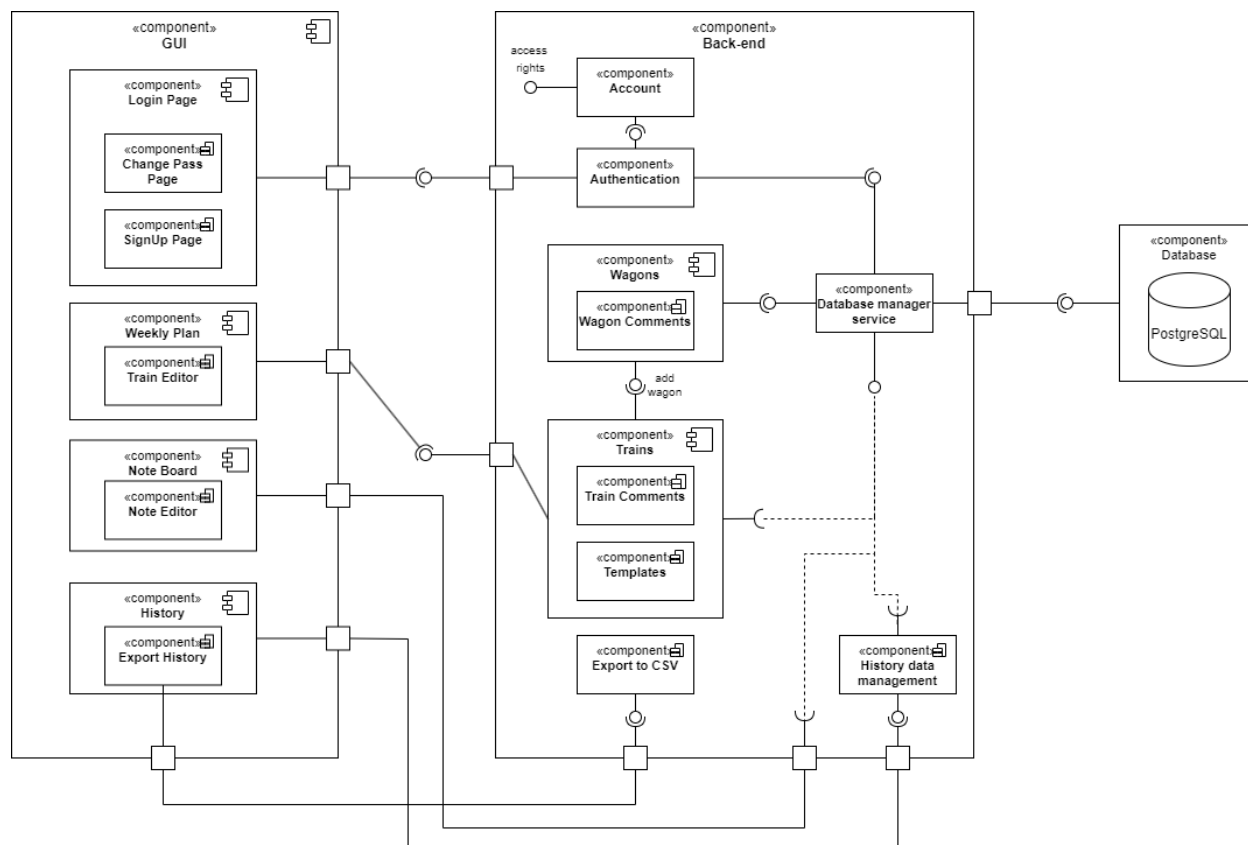 «component»
GUI
«component»
Login Page
«component»
Change Pass
Page
«component»
SignUp Page
«component»
Weekly Plan
«component»
Train Editor
«component»
Note Board
«component»
Note Editor
«component»
History
«component»
Export History
«component»
Back-end
access
rights
«component»
Account
«component»
Authentication
«component»
Wagons
«component»
Wagon Comments
«component»
Database manager
service
add
wagon
«component»
Trains
«component»
Train Comments
«component»
Templates
«component»
Export to CSV
«component»
History data
management
«component»
Database
PostgreSQL